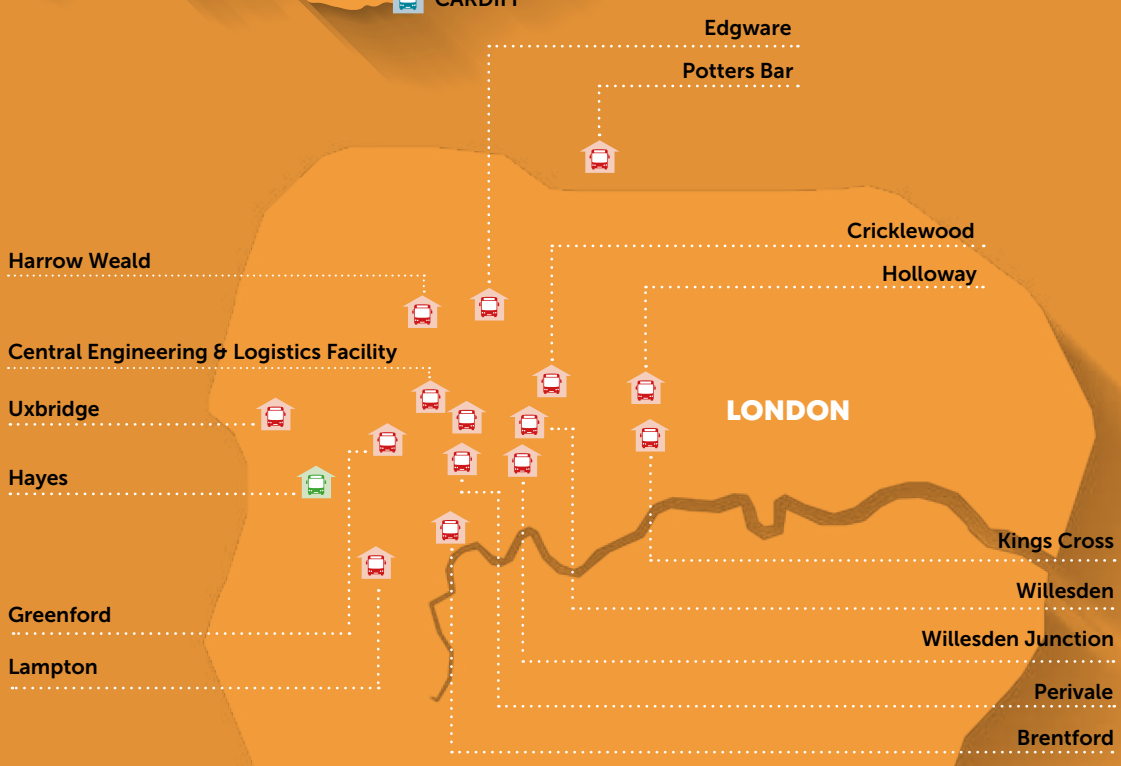 CARDIFF
Edgware
Potters Bar
Cricklewood
Harrow Weald
Holloway
Central Engineering & Logistics Facility
Uxbridge
LONDON
Hayes
Kings Cross
Willesden
Greenford
Willesden Junction
Lampton
Perivale
Brentford